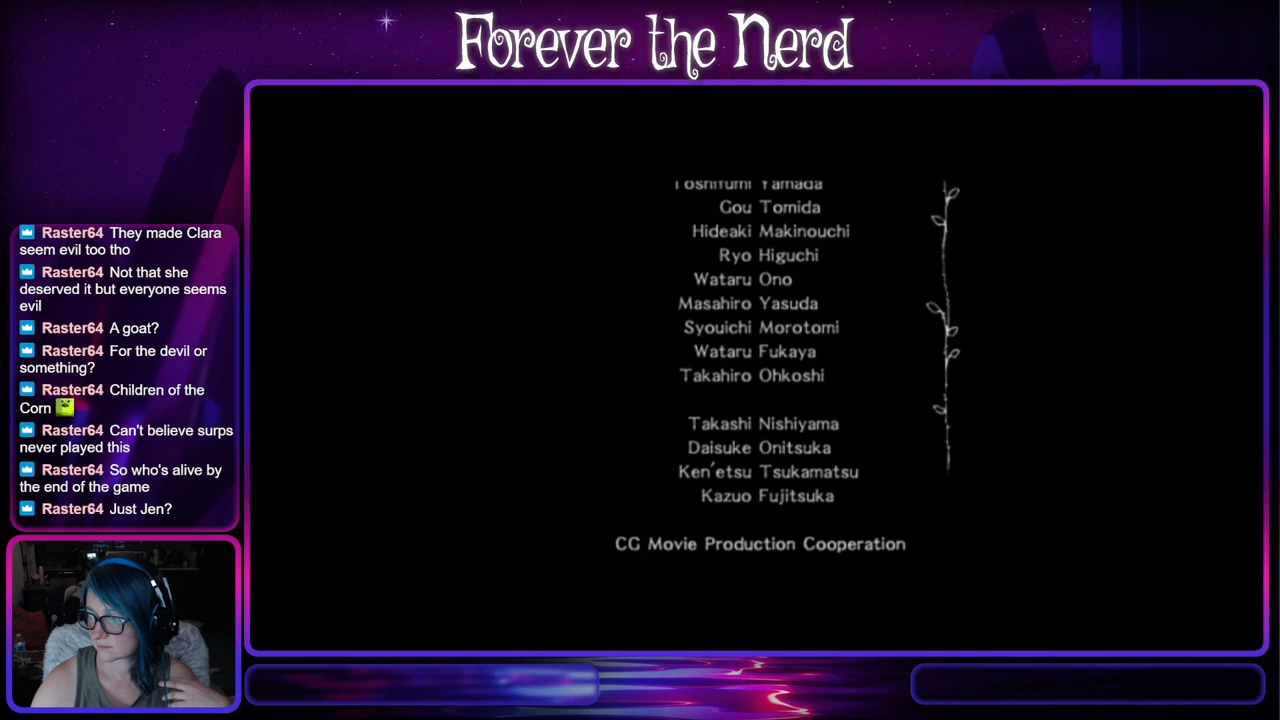 Forever the Nerd
Raster64 They made Clara
seem evil too tho
Raster64 Not that she
deserved it but everyone seems
evil
Raster64 A goat?
Raster64 For the devil or
something?
Raster64 Children of the
Corn
Raster64 Can't believe surps
never played this
Raster64 So who's alive by
the end of the game
Raster64 Just Jen?
Toshifumi Yamada
Gou Tomida
Hideaki Makinouchi
Ryo Higuchi
Wataru Ono
Masahiro Yasuda
Syouichi Morotomi
Wataru Fukaya
Takahiro Ohkoshi
Takashi Nishiyama
Daisuke Onitsuka
Ken'etsu Tsukamatsu
Kazuo Fujitsuka
CG Movie Production Cooperation